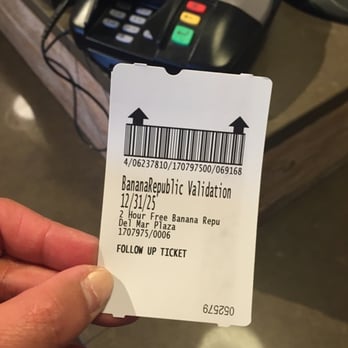 4/06237810/170797500/069168
BananaRepublic Validation
12/31/25
2 Hour Free Banana Repu
Del Mar Plaza
1707975/0006
FOLLOW UP TICKET
052579